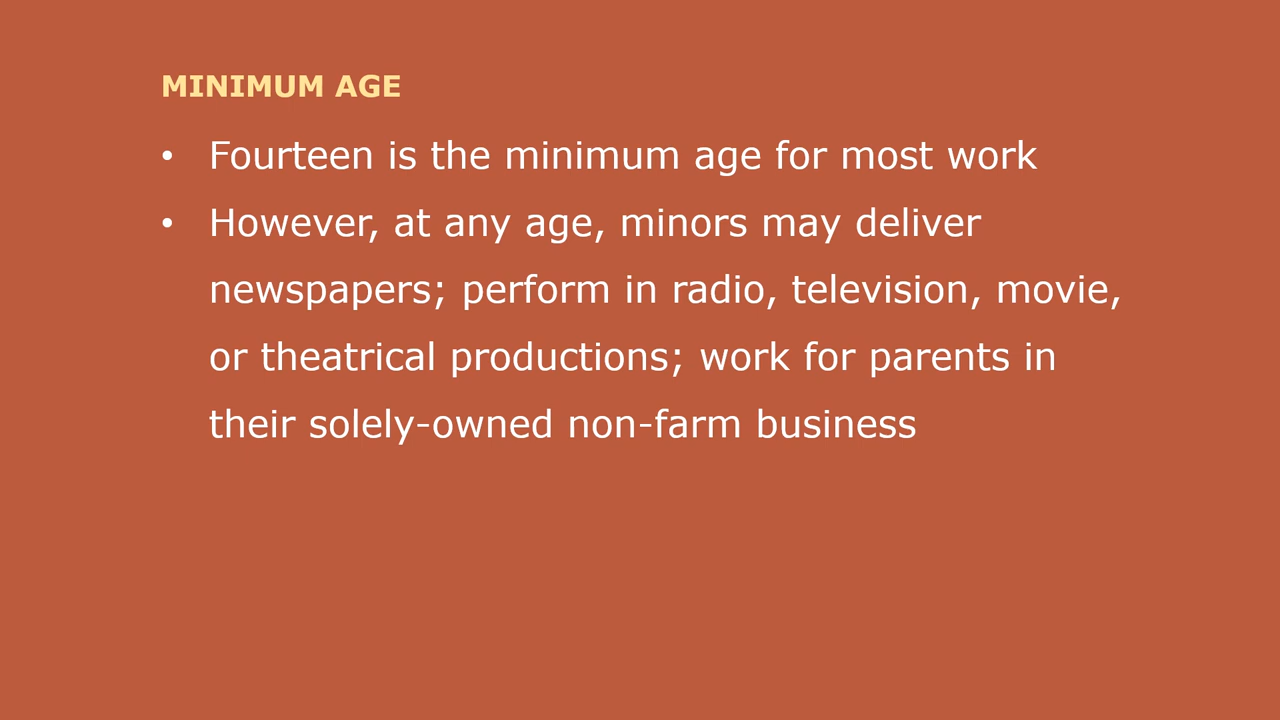 MINIMUM AGE
• Fourteen is the minimum age for most work
• However, at any age, minors may deliver
newspapers; perform in radio, television, movie,
or theatrical productions; work for parents in
their solely-owned non-farm business